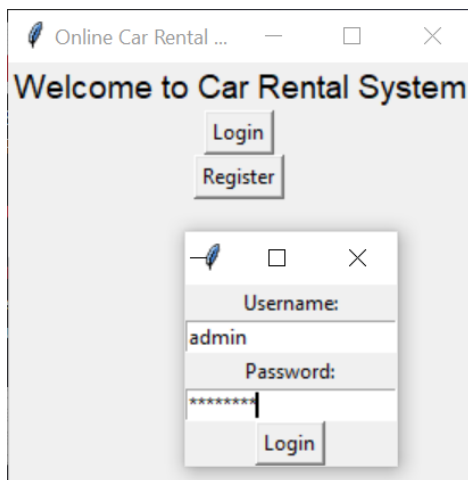 Online Car Rental ...
Welcome to Car Rental System
Login
Register
Username:
admin
Password:
********
Login